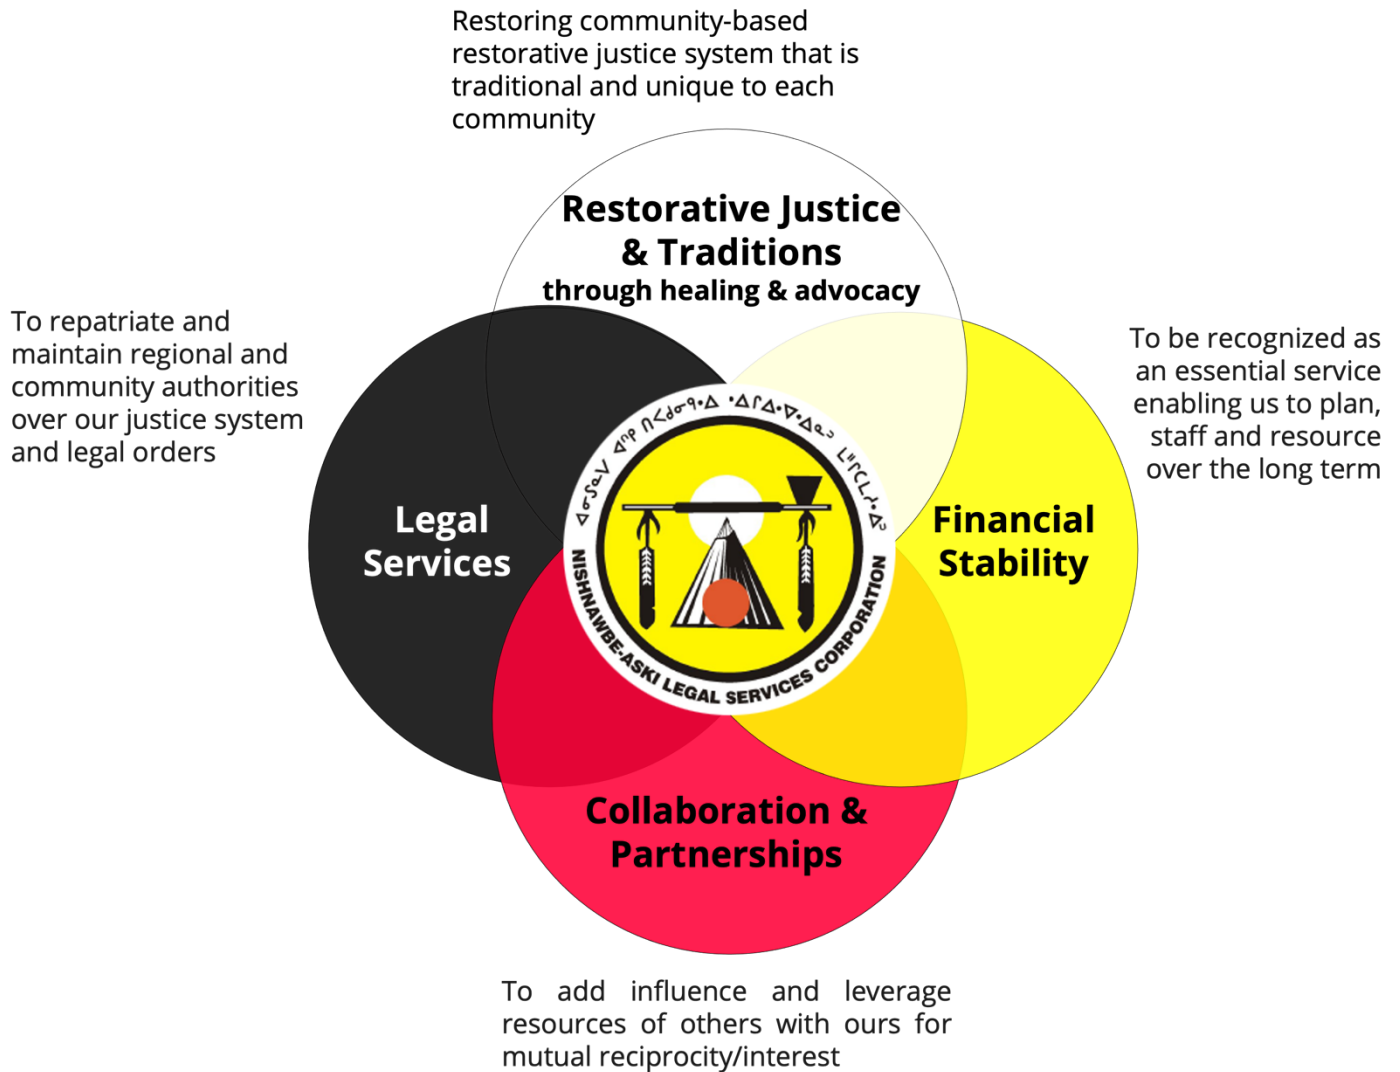 Restoring community-based
restorative justice system that is
traditional and unique to each
community
Restorative Justice
& Traditions
through healing & advocacy
To repatriate and
maintain regional and
community authorities
over our justice system
and legal orders
To be recognized as
an essential service
enabling us to plan,
staff and resource
over the long term
Legal
Services
NISHNAWBE-ASKI LEGAL SERVICES CORPORATION
Financial
Stability
Collaboration &
Partnerships
To add influence and leverage
resources of others with ours for
mutual reciprocity/interest